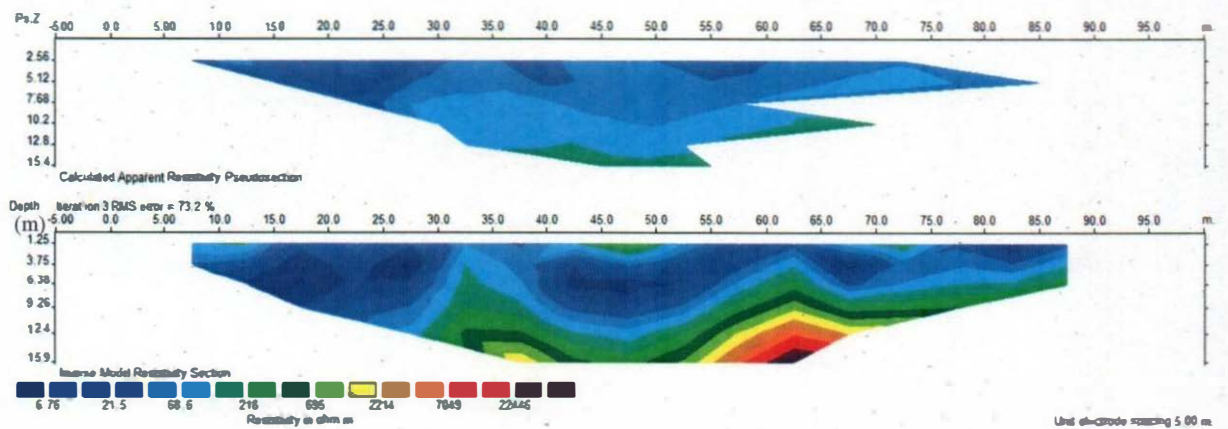 Ps.Z
-5.00 0.0 5.00 10.0 15.0 20.0 25.0 30.0 35.0 40.0 45.0 50.0 55.0 60.0 65.0 70.0 75.0 80.0 85.0 90.0 95.0 m.
2.56
5.12
7.68
10.2
12.8
15.4
Calculated Apparent Resistivity Pseudosection
Depth Iteration 3 RMS error = 73.2 %
(m) -5.00 0.0 5.00 10.0 15.0 20.0 25.0 30.0 35.0 40.0 45.0 50.0 55.0 60.0 65.0 70.0 75.0 80.0 85.0 90.0 95.0 m.
1.25
3.75
6.38
9.26
12.4
15.9
Inverse Model Resistivity Section
6.76 21.5 68.6 218 695 2214 7049 22446
Resistivity in ohm.m
Unit electrode spacing 5.00 m.